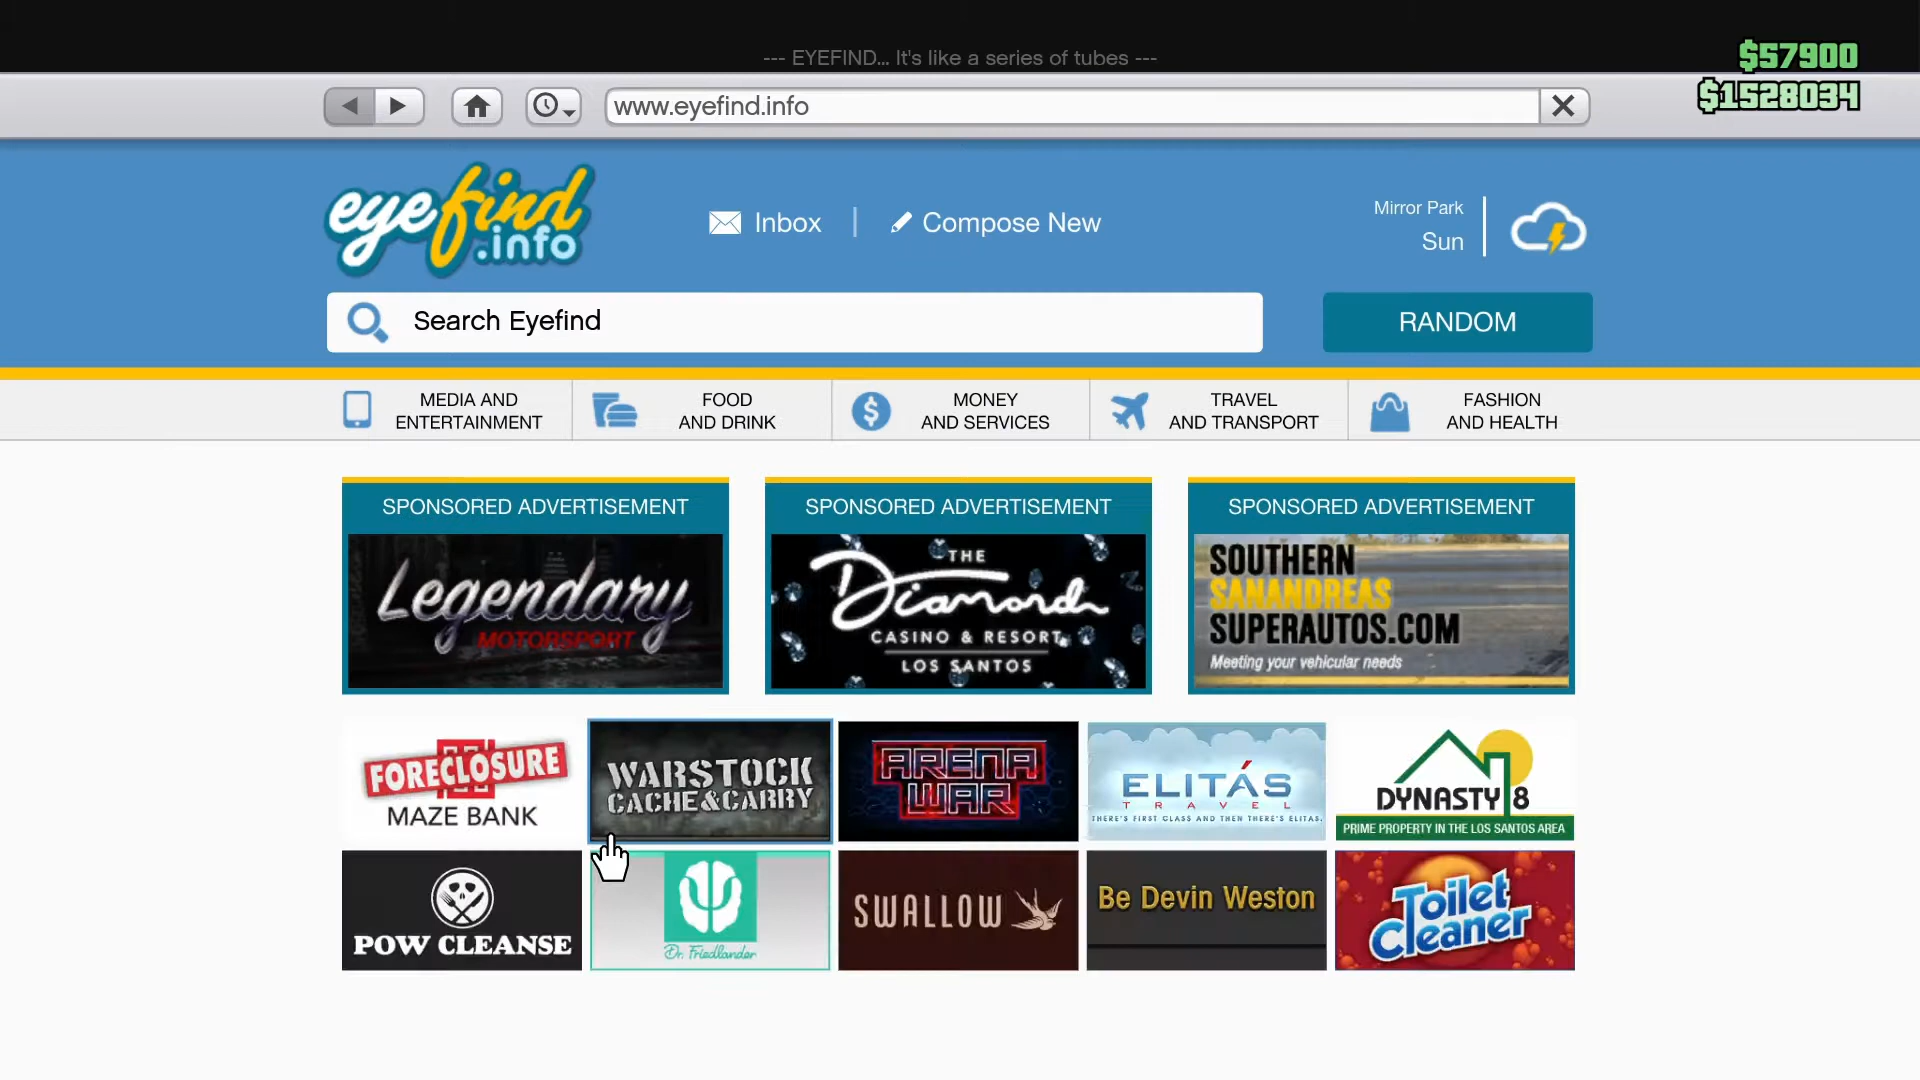 --- EYEFIND... It's like a series of tubes ---
$57900
$1528034
www.eyefind.info
eyefind
.info
Inbox
Compose New
Mirror Park
Sun
Search Eyefind
RANDOM
MEDIA AND
ENTERTAINMENT
FOOD
AND DRINK
MONEY
AND SERVICES
TRAVEL
AND TRANSPORT
FASHION
AND HEALTH
SPONSORED ADVERTISEMENT
Legendary
MOTORSPORT
SPONSORED ADVERTISEMENT
THE
Diamond
CASINO & RESORT
LOS SANTOS
SPONSORED ADVERTISEMENT
SOUTHERN
SANANDREAS
SUPERAUTOS.COM
Meeting your vehicular needs
FORECLOSURE
MAZE BANK
WARSTOCK
CACHE&CARRY
ARENA
WAR
ELITÁS
TRAVEL
THERE'S FIRST CLASS AND THEN THERE'S ELITAS.
DYNASTY 8
PRIME PROPERTY IN THE LOS SANTOS AREA
POW CLEANSE
Dr. Friedlander
SWALLOW
Be Devin Weston
Toilet
Cleaner